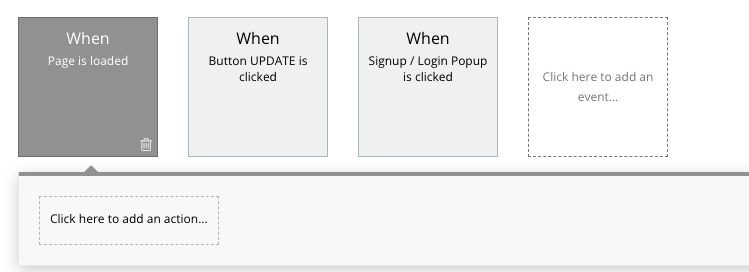 When
Page is loaded
When
Button UPDATE is
clicked
When
Signup / Login Popup
is clicked
Click here to add an
event...
Click here to add an action...